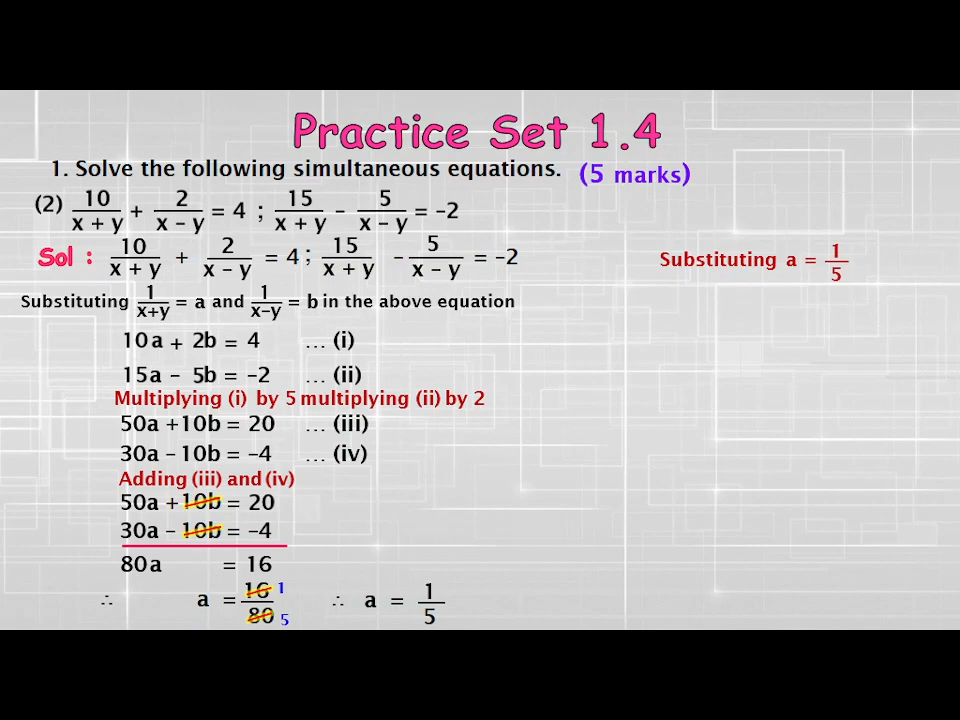 Practice Set 1.4
1. Solve the following simultaneous equations. (5 marks)
(2) 10/(x + y) + 2/(x – y) = 4 ; 15/(x + y) – 5/(x – y) = –2
Sol : 10/(x + y) + 2/(x – y) = 4 ; 15/(x + y) – 5/(x – y) = –2
Substituting 1/(x+y) = a and 1/(x–y) = b in the above equation
10a + 2b = 4 ... (i)
15a – 5b = –2 ... (ii)
Multiplying (i) by 5 multiplying (ii) by 2
50a +10b = 20 ... (iii)
30a – 10b = –4 ... (iv)
Adding (iii) and (iv)
50a + 10b = 20
30a – 10b = –4
80a = 16
∴ a = 16/80 1 5 ∴ a = 1/5
Substituting a = 1/5